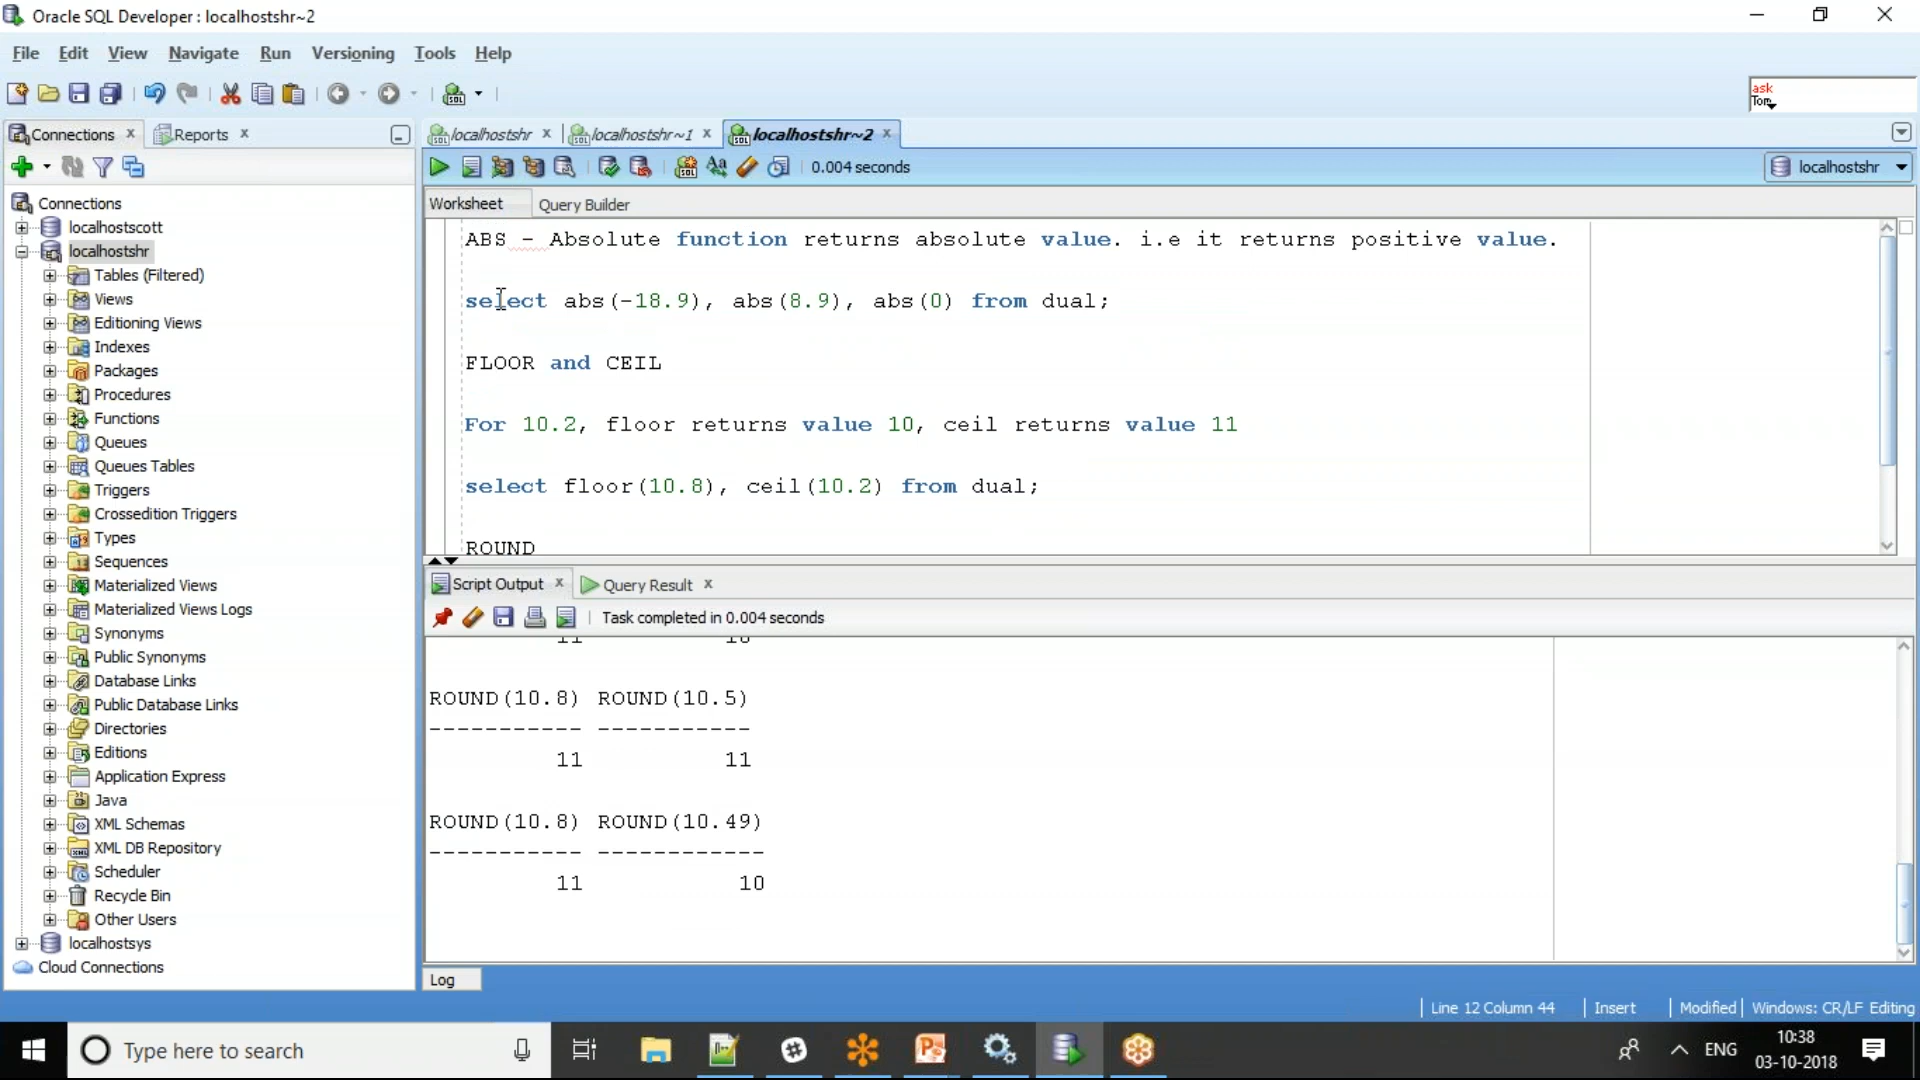 Oracle SQL Developer : localhostshr~2
File Edit View Navigate Run Versioning Tools Help
ask
Tom
Connections x Reports x
localhostshr x localhostshr~1 x localhostshr~2 x
0.004 seconds
localhostshr
Worksheet Query Builder
Connections
localhostscott
localhostshr
Tables (Filtered)
Views
Editioning Views
Indexes
Packages
Procedures
Functions
Queues
Queues Tables
Triggers
Crossedition Triggers
Types
Sequences
Materialized Views
Materialized Views Logs
Synonyms
Public Synonyms
Database Links
Public Database Links
Directories
Editions
Application Express
Java
XML Schemas
XML DB Repository
Scheduler
Recycle Bin
Other Users
localhostsys
Cloud Connections
ABS - Absolute function returns absolute value. i.e it returns positive value.
select abs(-18.9), abs(8.9), abs(0) from dual;
FLOOR and CEIL
For 10.2, floor returns value 10, ceil returns value 11
select floor(10.8), ceil(10.2) from dual;
ROUND
Script Output x Query Result x
Task completed in 0.004 seconds
ROUND(10.8) ROUND(10.5)
----------- -----------
11 11
ROUND(10.8) ROUND(10.49)
----------- ------------
11 10
Log
Line 12 Column 44 Insert Modified Windows: CR/LF Editing
Type here to search
ENG
10:38
03-10-2018